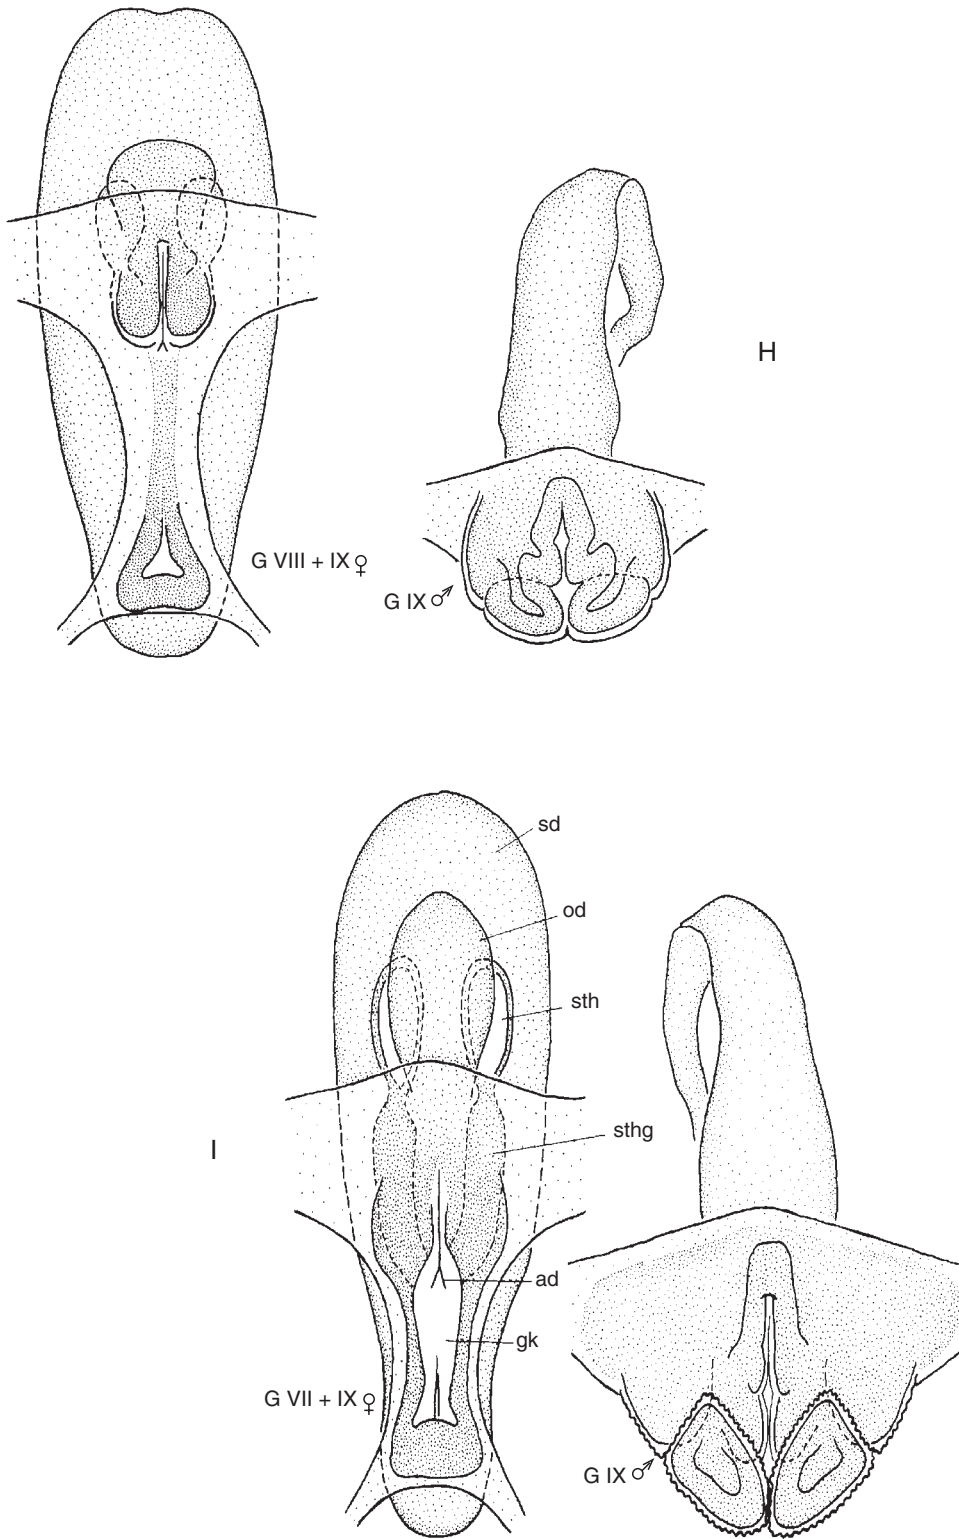 H
G VIII + IX ♀
G IX ♂
sd
od
sth
sthg
I
ad
gk
G VII + IX ♀
G IX ♂